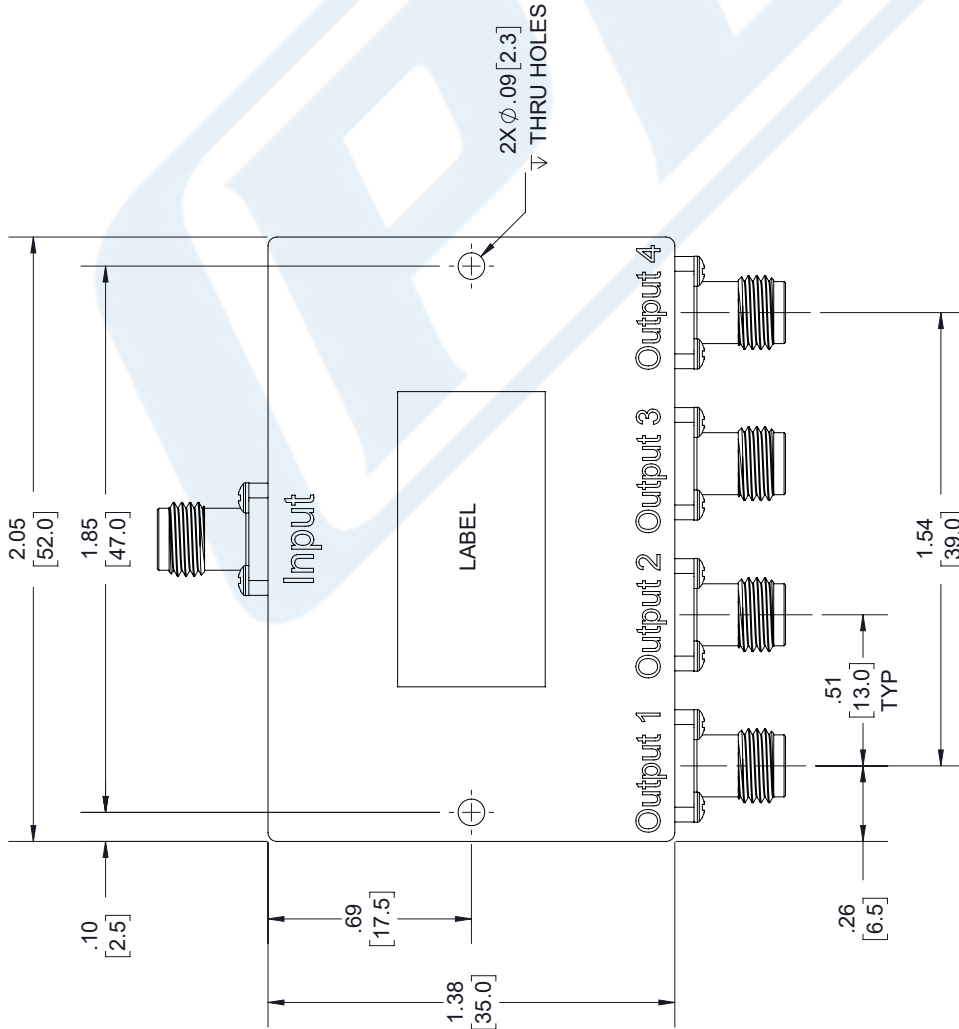 2.05
[52.0]
1.85
[47.0]
.10
[2.5]
2X ⌀.09[2.3]
↧ THRU HOLES
Input
LABEL
.69
[17.5]
1.38
[35.0]
Output 1
Output 2
Output 3
Output 4
.51
[13.0]
TYP
.26
[6.5]
1.54
[39.0]